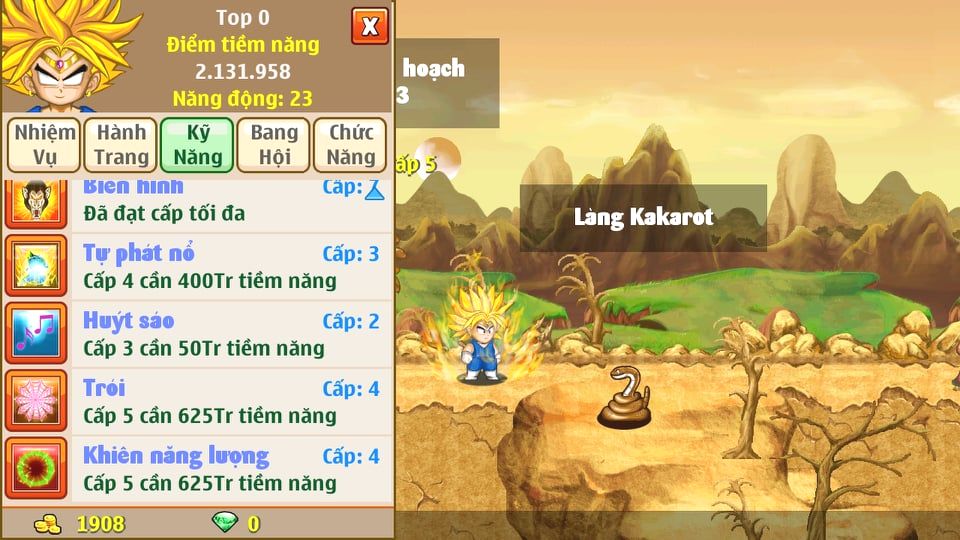 Top 0
Điểm tiềm năng
2.131.958
Năng động: 23
X
Nhiệm Vụ
Hành Trang
Kỹ Năng
Bang Hội
Chức Năng
Biến hình
Cấp:
Đã đạt cấp tối đa
Tự phát nổ
Cấp: 3
Cấp 4 cần 400Tr tiềm năng
Huýt sáo
Cấp: 2
Cấp 3 cần 50Tr tiềm năng
Trói
Cấp: 4
Cấp 5 cần 625Tr tiềm năng
Khiên năng lượng
Cấp: 4
Cấp 5 cần 625Tr tiềm năng
1908
0
hoạch
3
ấp 5
Làng Kakarot